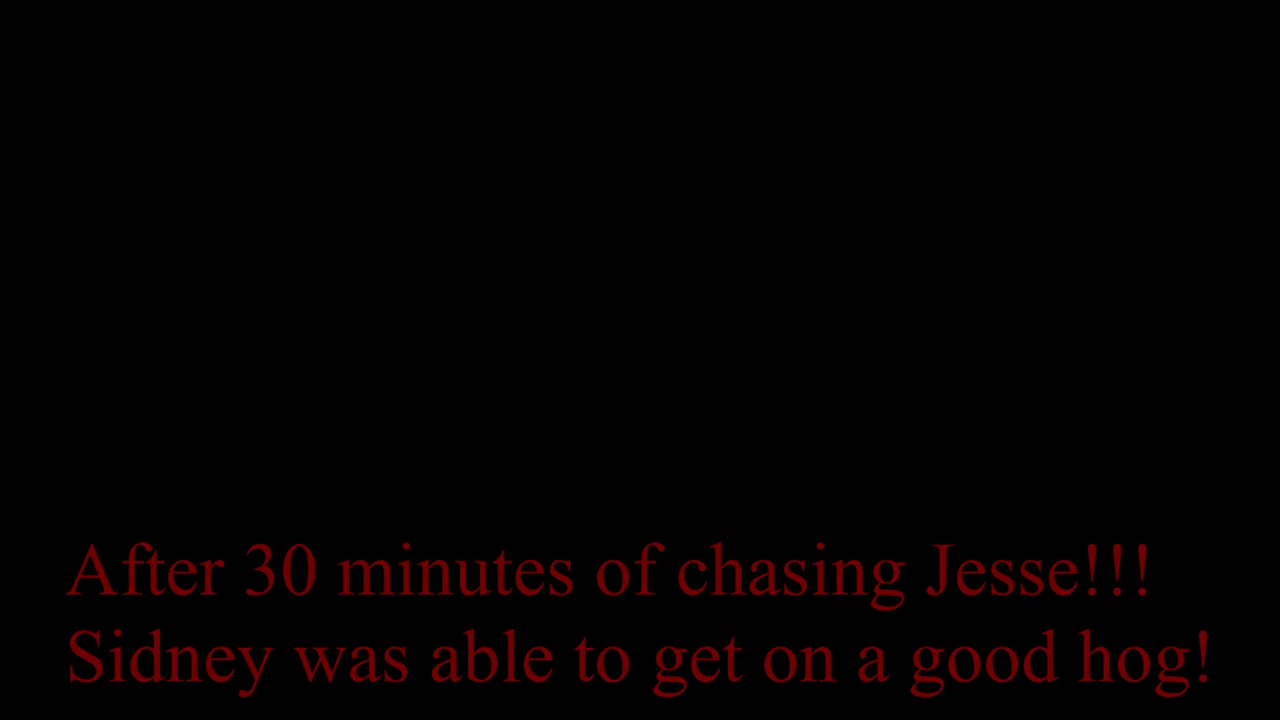 After 30 minutes of chasing Jesse!!!
Sidney was able to get on a good hog!